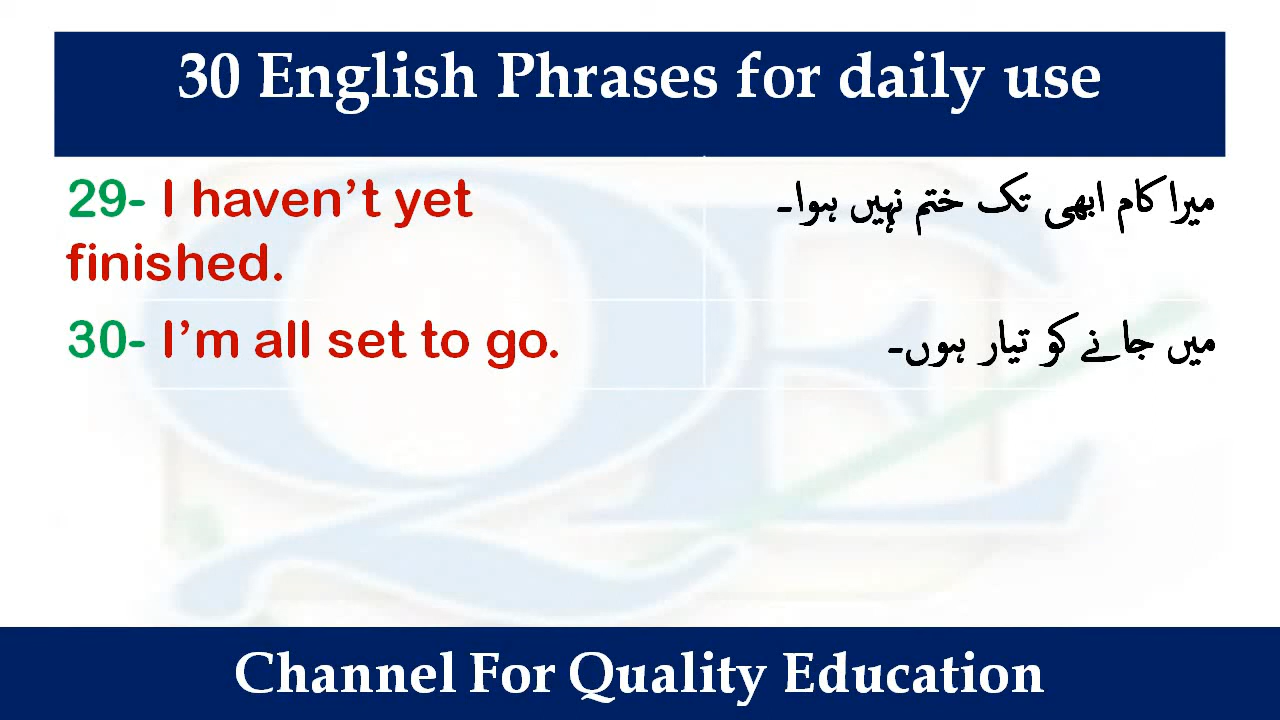 30 English Phrases for daily use
29- I haven’t yet
finished.
میرا کام ابھی تک ختم نہیں ہوا۔
30- I’m all set to go.
میں جانے کو تیار ہوں۔
Channel For Quality Education